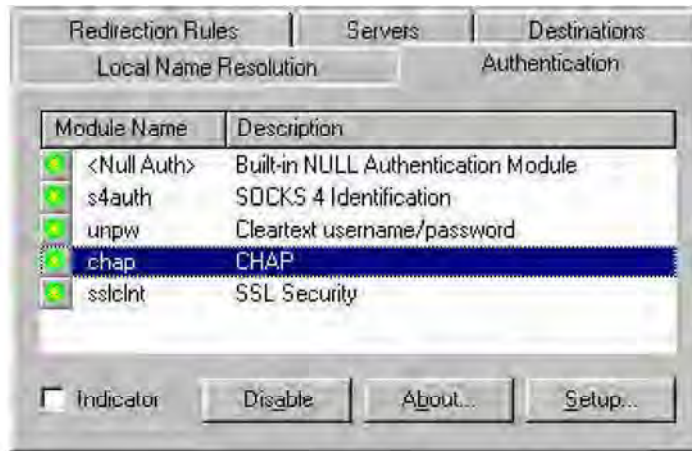 Redirection Rules Servers Destinations
Local Name Resolution Authentication
Module Name Description
<Null Auth> Built-in NULL Authentication Module
s4auth SOCKS 4 Identification
unpw Cleartext username/password
chap CHAP
sslclnt SSL Security
Indicator Disable About... Setup...